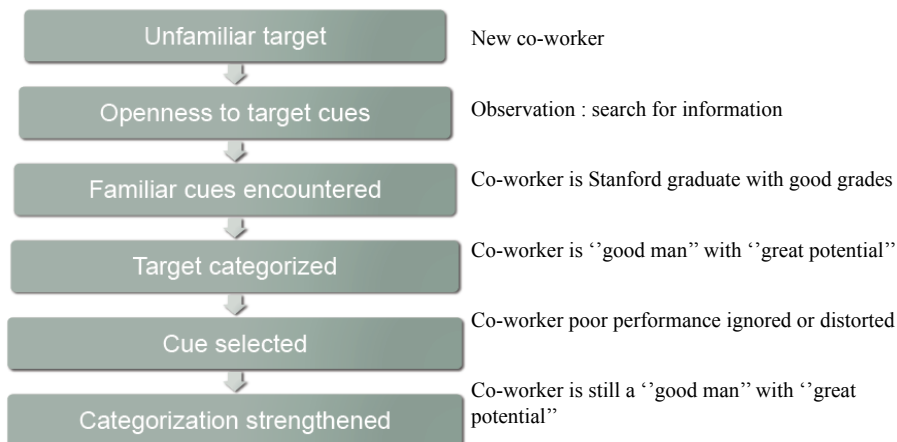 Unfamiliar target
New co-worker
Openness to target cues
Observation : search for information
Familiar cues encountered
Co-worker is Stanford graduate with good grades
Target categorized
Co-worker is ‘’good man’’ with ‘’great potential’’
Cue selected
Co-worker poor performance ignored or distorted
Categorization strengthened
Co-worker is still a ‘’good man’’ with ‘’great
potential’’